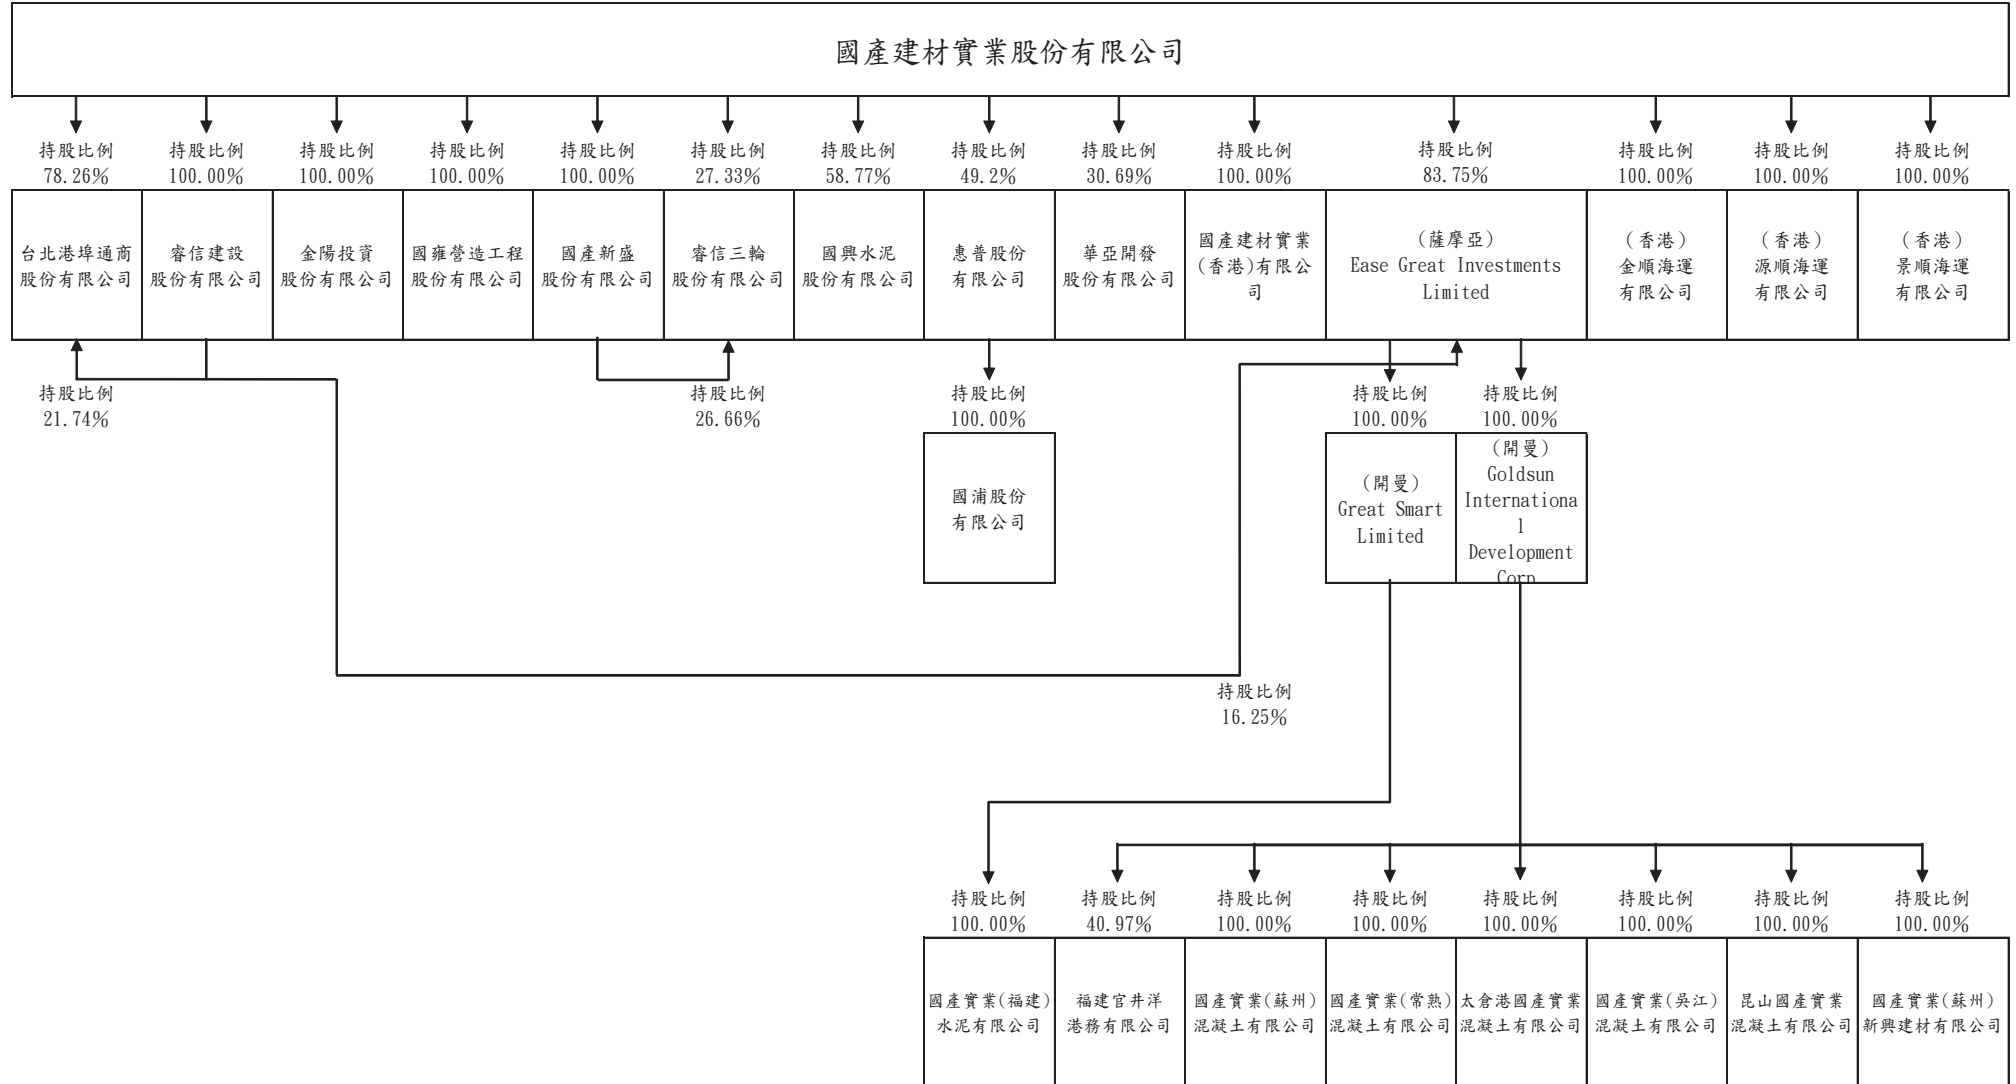 國產建材實業股份有限公司
持股比例
78.26%
持股比例
100.00%
持股比例
100.00%
持股比例
100.00%
持股比例
100.00%
持股比例
27.33%
持股比例
58.77%
持股比例
49.2%
持股比例
30.69%
持股比例
100.00%
持股比例
83.75%
持股比例
100.00%
持股比例
100.00%
持股比例
100.00%
台北港埠通商
股份有限公司
睿信建設
股份有限公司
金陽投資
股份有限公司
國雍營造工程
股份有限公司
國產新盛
股份有限公司
睿信三輪
股份有限公司
國興水泥
股份有限公司
惠普股份
有限公司
華亞開發
股份有限公司
國產建材實業
(香港)有限公
司
(薩摩亞)
Ease Great Investments
Limited
(香港)
金順海運
有限公司
(香港)
源順海運
有限公司
(香港)
景順海運
有限公司
持股比例
21.74%
持股比例
26.66%
持股比例
100.00%
持股比例
100.00%
持股比例
100.00%
國浦股份
有限公司
(開曼)
Great Smart
Limited
(開曼)
Goldsun
Internationa
l
Development
Corp
持股比例
16.25%
持股比例
100.00%
持股比例
40.97%
持股比例
100.00%
持股比例
100.00%
持股比例
100.00%
持股比例
100.00%
持股比例
100.00%
持股比例
100.00%
國產實業(福建)
水泥有限公司
福建官井洋
港務有限公司
國產實業(蘇州)
混凝土有限公司
國產實業(常熟)
混凝土有限公司
太倉港國產實業
混凝土有限公司
國產實業(吳江)
混凝土有限公司
昆山國產實業
混凝土有限公司
國產實業(蘇州)
新興建材有限公司